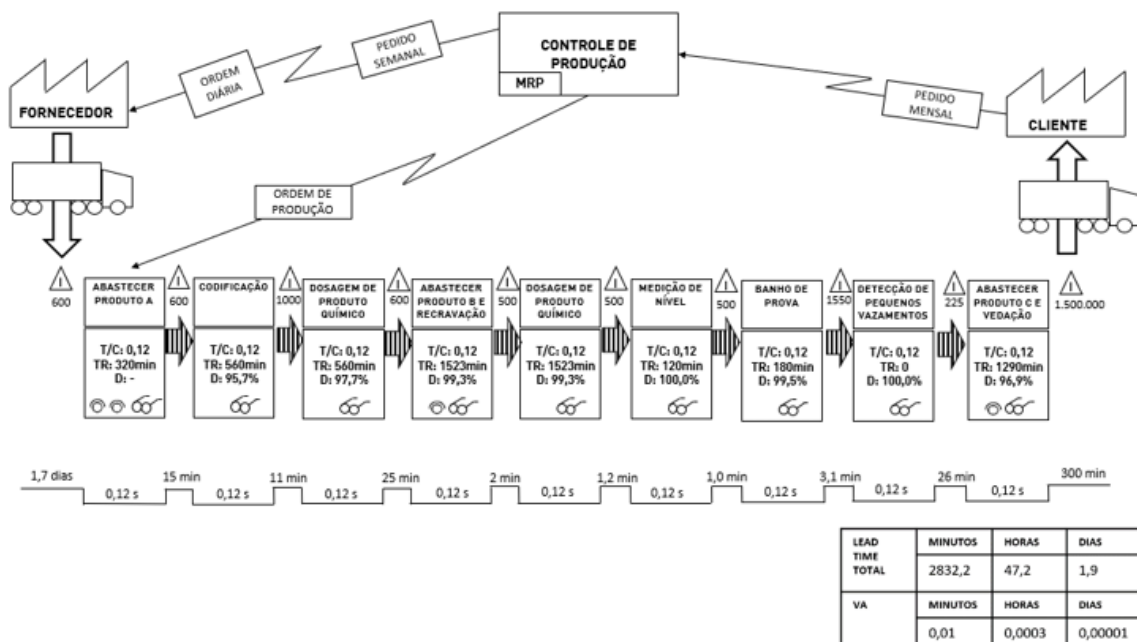 PEDIDO
SEMANAL
ORDEM
DIÁRIA
CONTROLE DE
PRODUÇÃO
MRP
PEDIDO
MENSAL
FORNECEDOR
CLIENTE
ORDEM DE
PRODUÇÃO
I
600
ABASTECER
PRODUTO A
T/C: 0,12
TR: 320min
D: -
I
600
CODIFICAÇÃO
T/C: 0,12
TR: 560min
D: 95,7%
I
1000
DOSAGEM DE
PRODUTO
QUÍMICO
T/C: 0,12
TR: 560min
D: 97,7%
I
600
ABASTECER
PRODUTO B E
RECRAVAÇÃO
T/C: 0,12
TR: 1523min
D: 99,3%
I
500
DOSAGEM DE
PRODUTO
QUÍMICO
T/C: 0,12
TR: 1523min
D: 99,3%
I
500
MEDIÇÃO DE
NÍVEL
T/C: 0,12
TR: 120min
D: 100,0%
I
500
BANHO DE
PROVA
T/C: 0,12
TR: 180min
D: 99,5%
I
1550
DETECÇÃO DE
PEQUENOS
VAZAMENTOS
T/C: 0,12
TR: 0
D: 100,0%
I
225
ABASTECER
PRODUTO C E
VEDAÇÃO
T/C: 0,12
TR: 1290min
D: 96,9%
I
1.500.000
1,7 dias
0,12 s
15 min
0,12 s
11 min
0,12 s
25 min
0,12 s
2 min
0,12 s
1,2 min
0,12 s
1,0 min
0,12 s
3,1 min
0,12 s
26 min
0,12 s
300 min
LEAD
TIME
TOTAL
MINUTOS HORAS DIAS
2832,2 47,2 1,9
VA MINUTOS HORAS DIAS
0,01 0,0003 0,00001